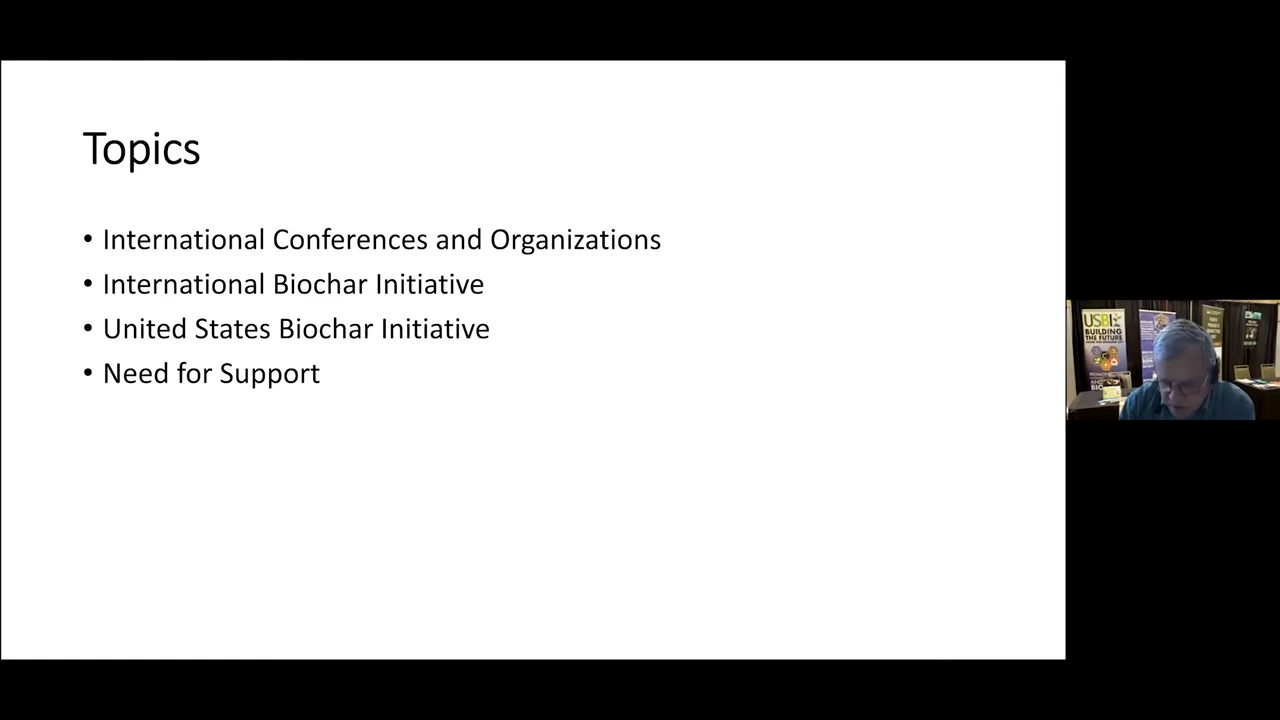 Topics
• International Conferences and Organizations
• International Biochar Initiative
• United States Biochar Initiative
• Need for Support
USBI
BUILDING
THE FUTURE